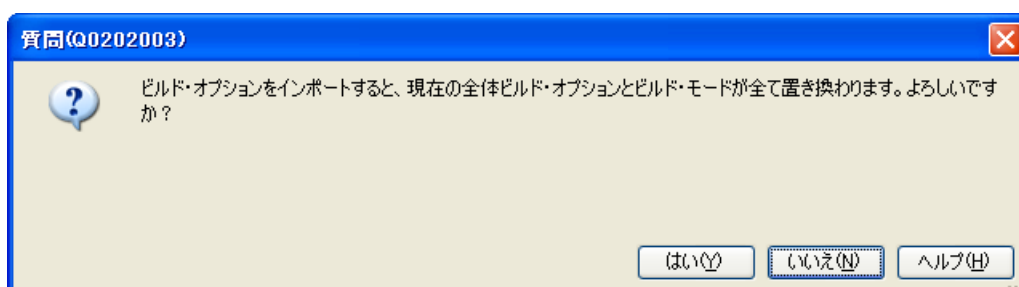 質問(Q0202003)
ビルド・オプションをインポートすると、現在の全体ビルド・オプションとビルド・モードが全て置き換わります。よろしいです
か？
はい(Y)
いいえ(N)
ヘルプ(H)